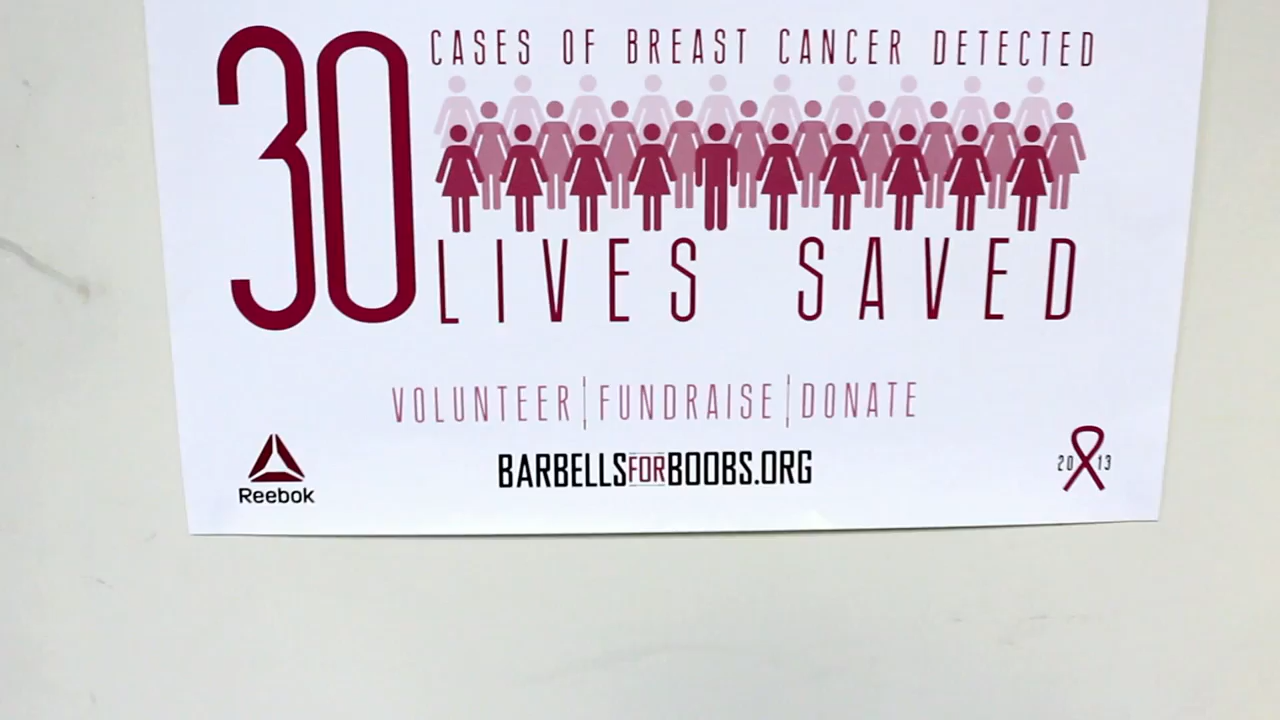 30
CASES OF BREAST CANCER DETECTED
LIVES SAVED
VOLUNTEER|FUNDRAISE|DONATE
Reebok
BARBELLSFORBOOBS.ORG
2013